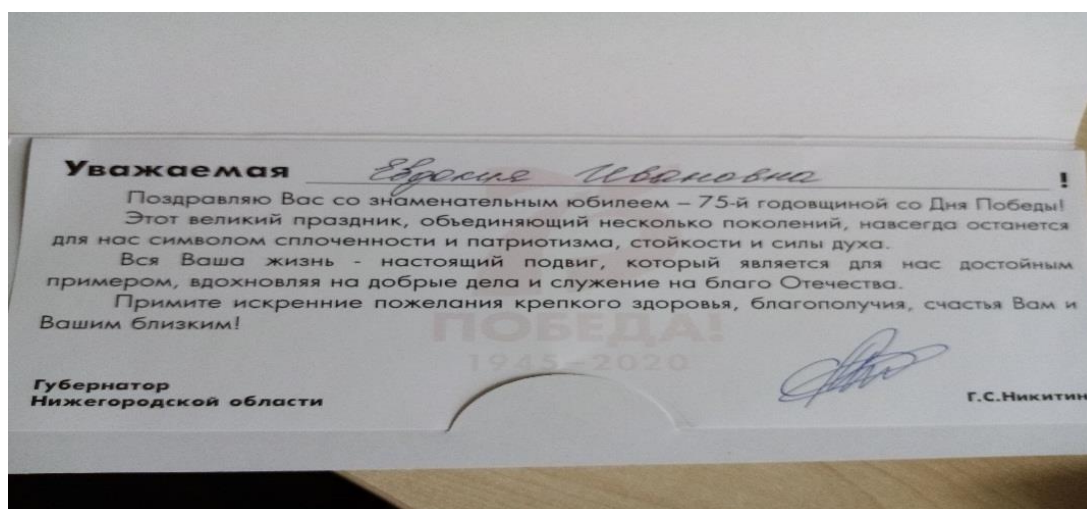 Уважаемая Евдокия Ивановна!
Поздравляю Вас со знаменательным юбилеем – 75-й годовщиной со Дня Победы!
Этот великий праздник, объединяющий несколько поколений, навсегда останется
для нас символом сплоченности и патриотизма, стойкости и силы духа.
Вся Ваша жизнь - настоящий подвиг, который является для нас достойным
примером, вдохновляя на добрые дела и служение на благо Отечества.
Примите искренние пожелания крепкого здоровья, благополучия, счастья Вам и
Вашим близким!
ПОБЕДА!
1945–2020
Губернатор
Нижегородской области
Г.С.Никитин